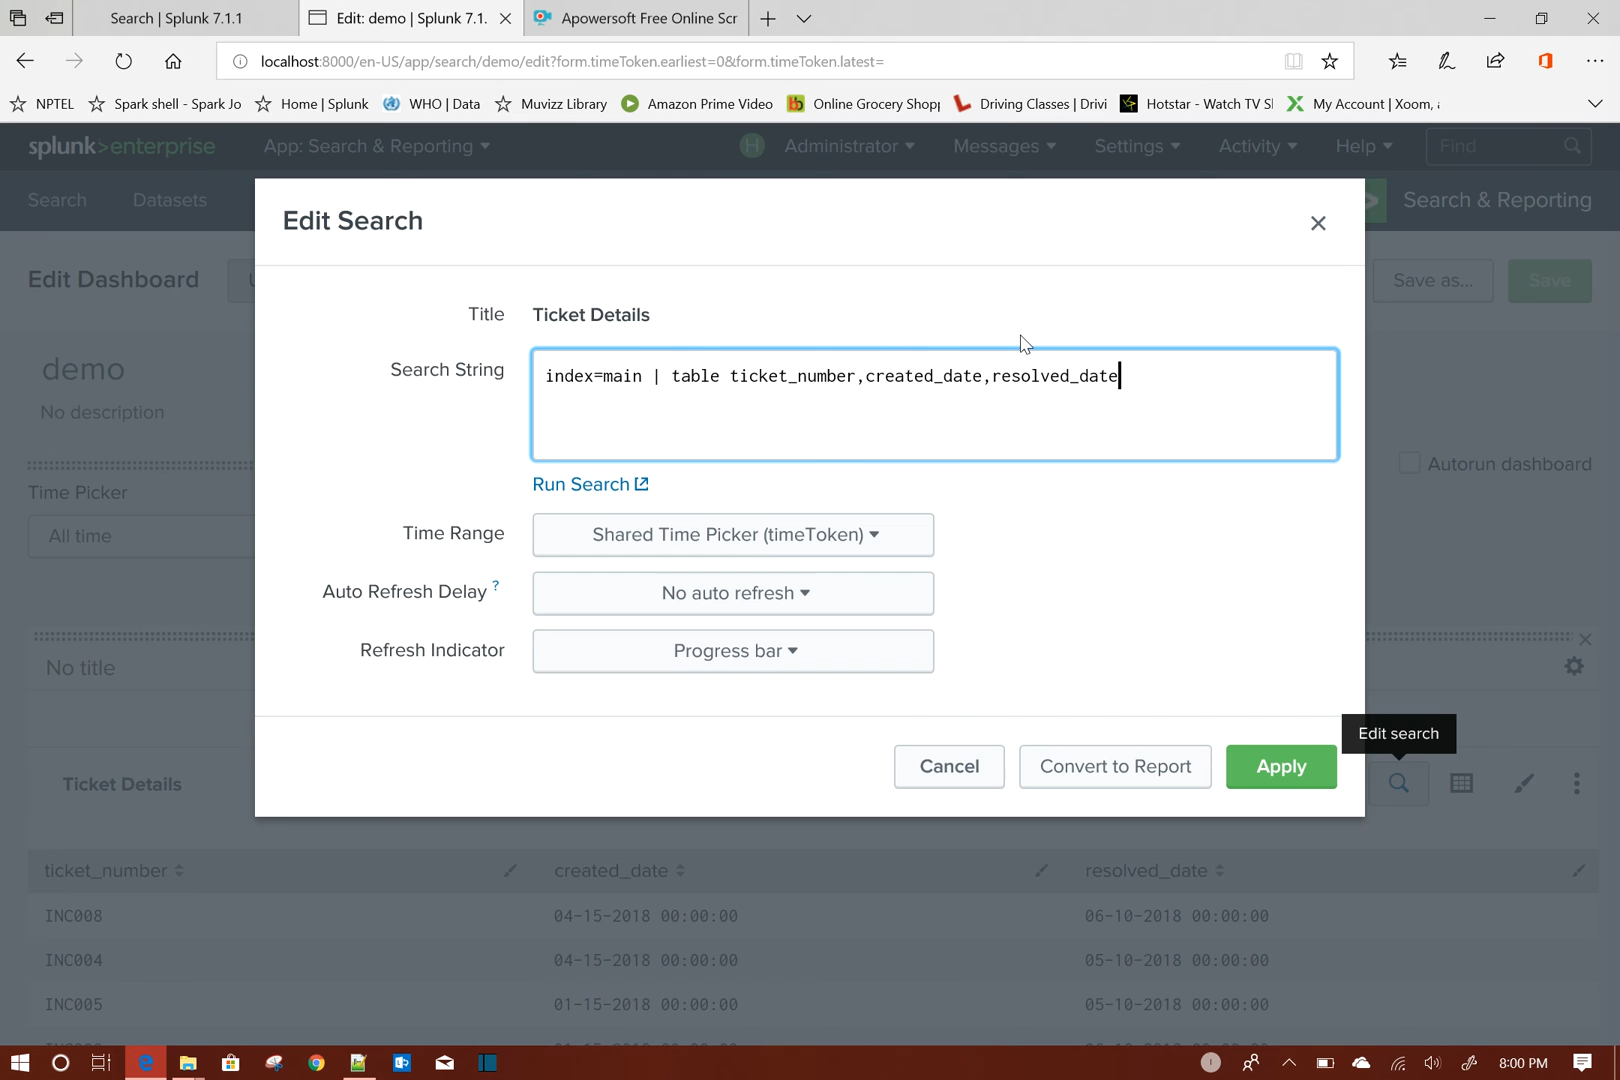 Search | Splunk 7.1.1
Edit: demo | Splunk 7.1.
Apowersoft Free Online Scr
localhost:8000/en-US/app/search/demo/edit?form.timeToken.earliest=0&form.timeToken.latest=
NPTEL
Spark shell - Spark Jo
Home | Splunk
WHO | Data
Muvizz Library
Amazon Prime Video
Online Grocery Shopp
Driving Classes | Drivi
Hotstar - Watch TV Sl
My Account | Xoom, a
splunk>enterprise
App: Search & Reporting
H
Administrator
Messages
Settings
Activity
Help
Find
Search
Datasets
Search & Reporting
Edit Dashboard
Save as...
Save
Edit Search
Title
Ticket Details
demo
No description
Search String
index=main | table ticket_number,created_date,resolved_date
Autorun dashboard
Time Picker
All time
Run Search
Time Range
Shared Time Picker (timeToken)
Auto Refresh Delay ?
No auto refresh
Refresh Indicator
Progress bar
No title
Edit search
Cancel
Convert to Report
Apply
Ticket Details
ticket_number
created_date
resolved_date
INC008
04-15-2018 00:00:00
06-10-2018 00:00:00
INC004
04-15-2018 00:00:00
05-10-2018 00:00:00
INC005
01-15-2018 00:00:00
05-10-2018 00:00:00
8:00 PM